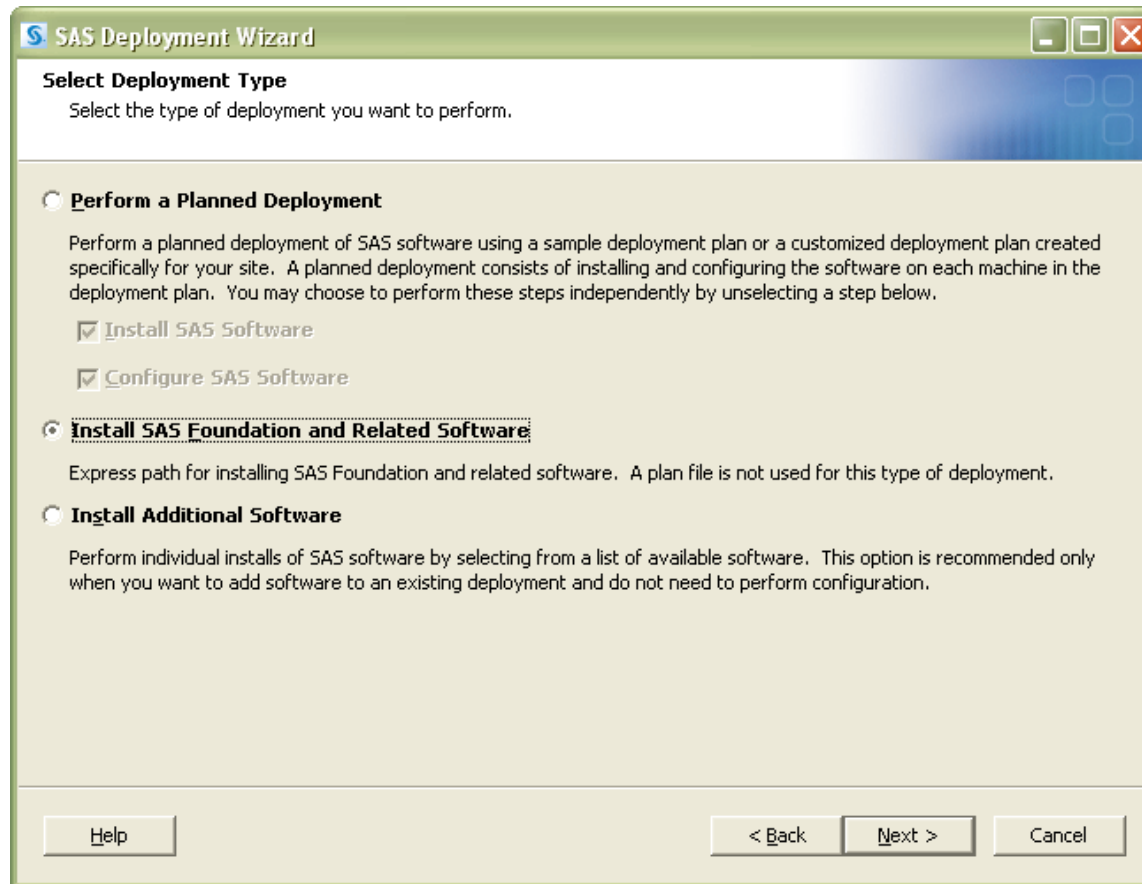 SAS Deployment Wizard
Select Deployment Type
Select the type of deployment you want to perform.
Perform a Planned Deployment
Perform a planned deployment of SAS software using a sample deployment plan or a customized deployment plan created
specifically for your site. A planned deployment consists of installing and configuring the software on each machine in the
deployment plan. You may choose to perform these steps independently by unselecting a step below.
Install SAS Software
Configure SAS Software
Install SAS Foundation and Related Software
Express path for installing SAS Foundation and related software. A plan file is not used for this type of deployment.
Install Additional Software
Perform individual installs of SAS software by selecting from a list of available software. This option is recommended only
when you want to add software to an existing deployment and do not need to perform configuration.
Help
< Back
Next >
Cancel